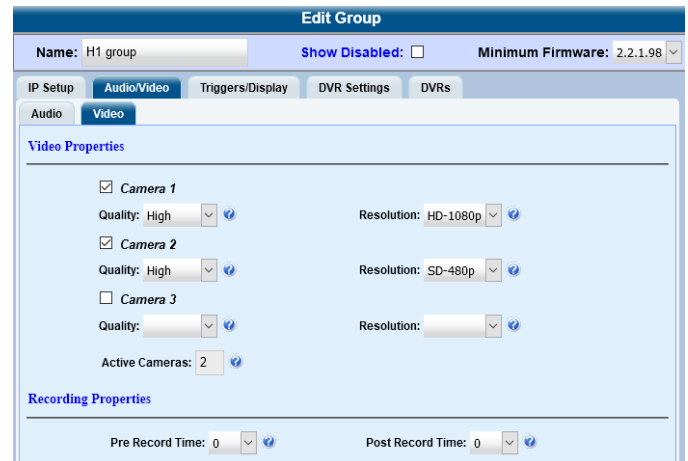 Edit Group
Name: H1 group Show Disabled: Minimum Firmware: 2.2.1.98
IP Setup Audio/Video Triggers/Display DVR Settings DVRs
Audio Video
Video Properties
Camera 1
Quality: High ? Resolution: HD-1080p ?
Camera 2
Quality: High ? Resolution: SD-480p ?
Camera 3
Quality: ? Resolution: ?
Active Cameras: 2 ?
Recording Properties
Pre Record Time: 0 ? Post Record Time: 0 ?